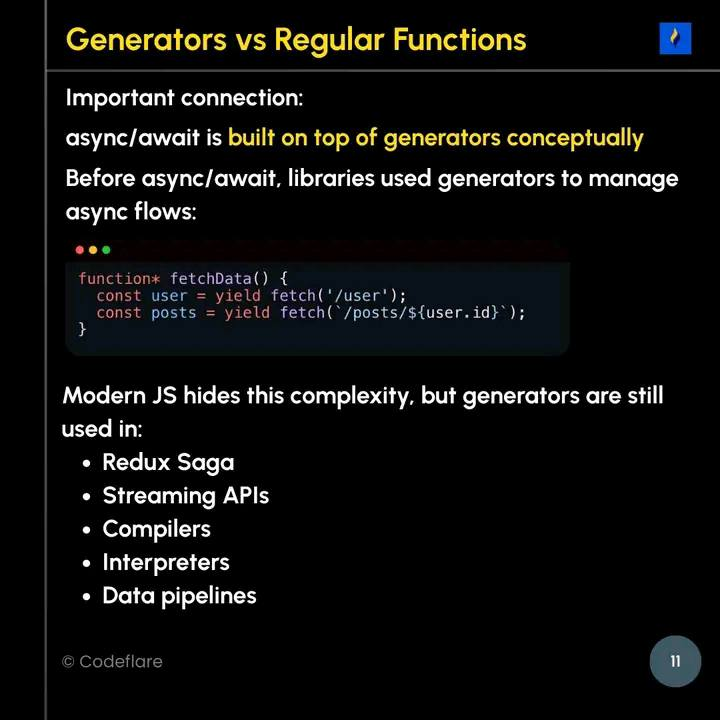 Generators vs Regular Functions
Important connection:
async/await is built on top of generators conceptually
Before async/await, libraries used generators to manage
async flows:
function* fetchData() {
  const user = yield fetch('/user');
  const posts = yield fetch(`/posts/${user.id}`);
}
Modern JS hides this complexity, but generators are still
used in:
• Redux Saga
• Streaming APIs
• Compilers
• Interpreters
• Data pipelines
© Codeflare
11